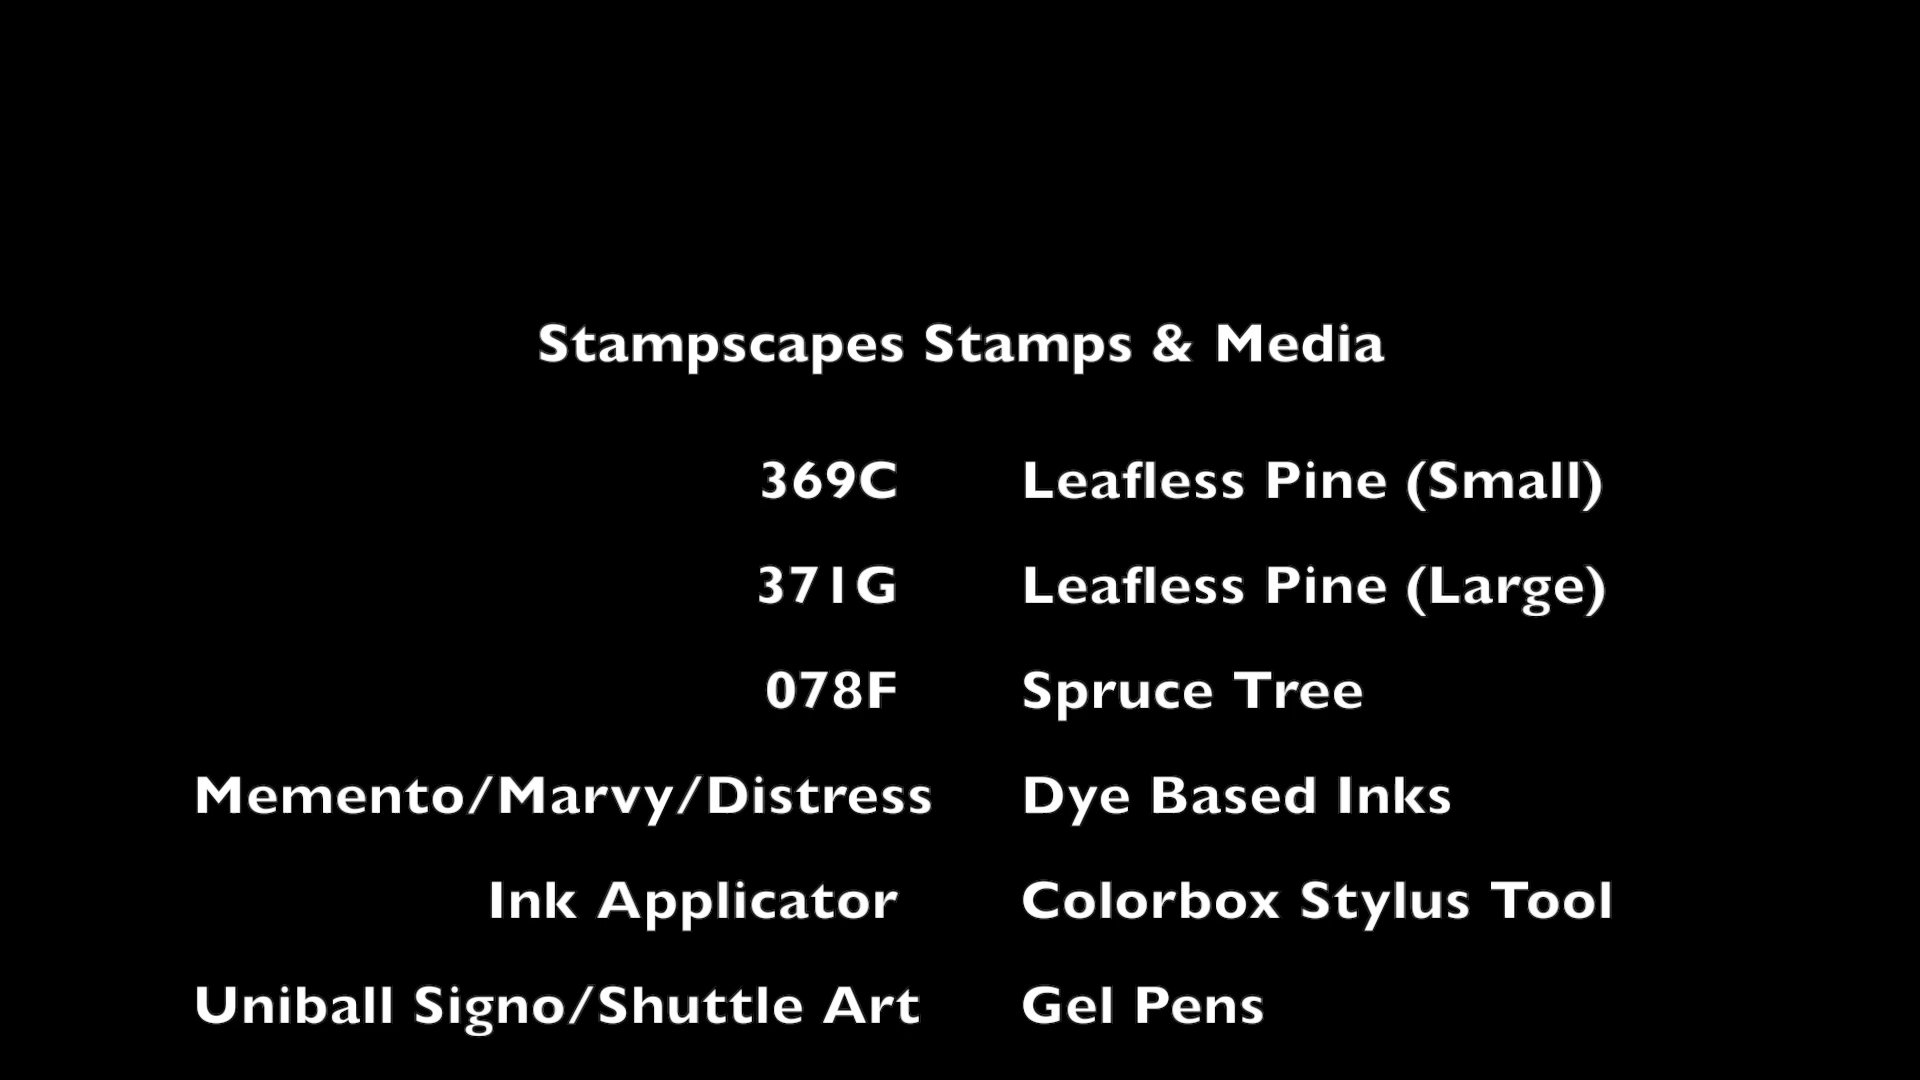 Stampscapes Stamps & Media
369C Leafless Pine (Small)
371G Leafless Pine (Large)
078F Spruce Tree
Memento/Marvy/Distress Dye Based Inks
Ink Applicator Colorbox Stylus Tool
Uniball Signo/Shuttle Art Gel Pens